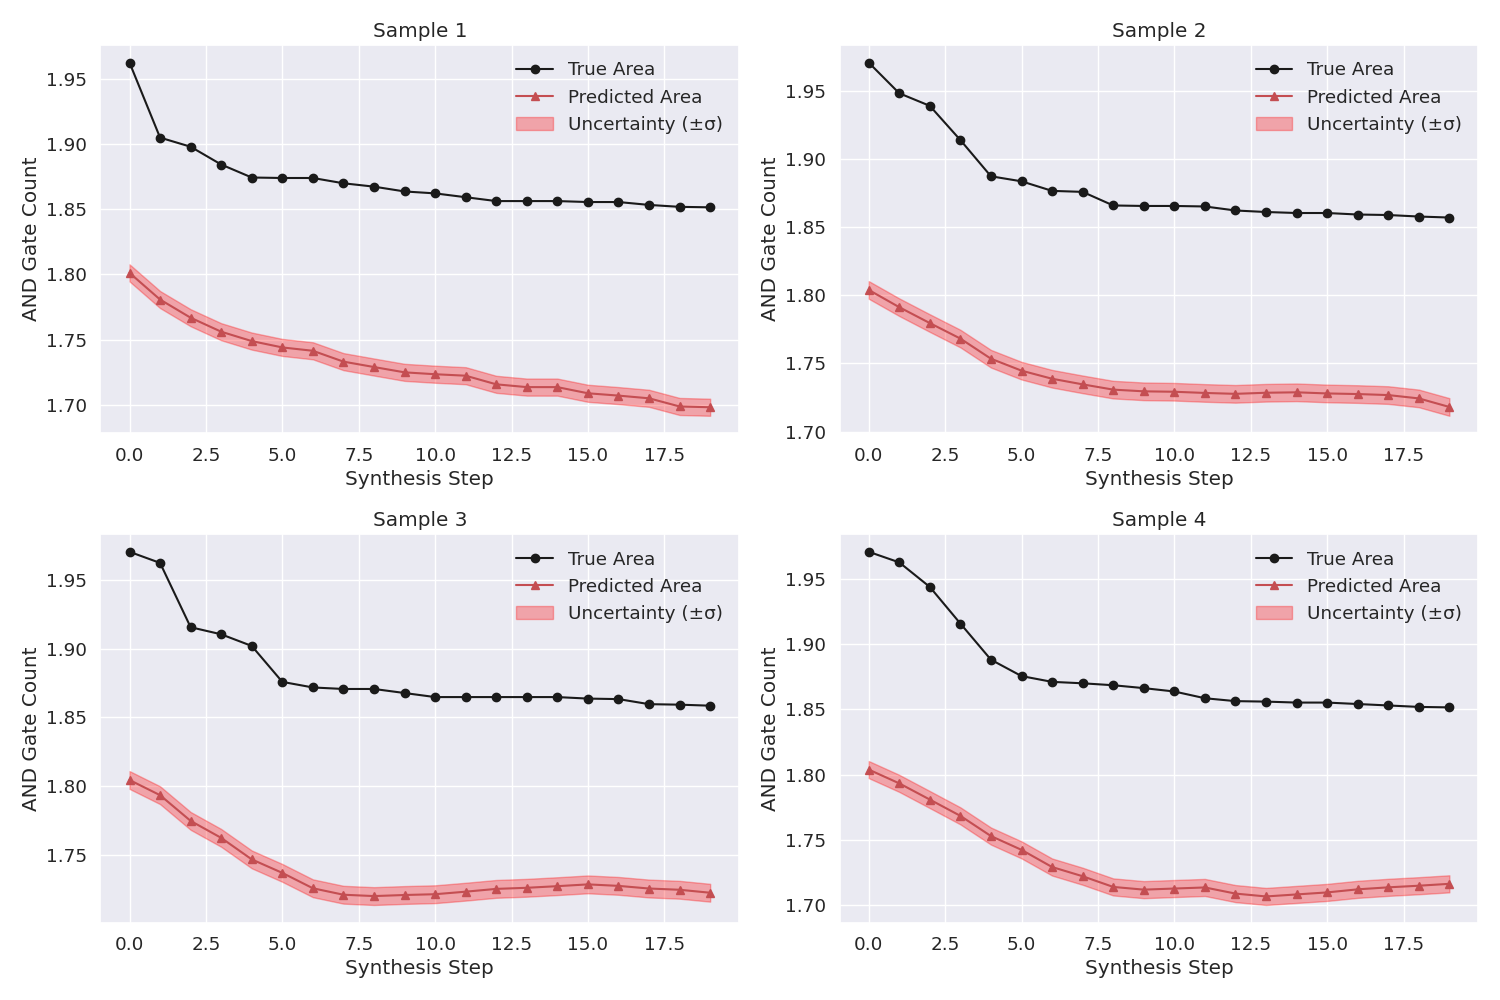 Sample 1
AND Gate Count
1.95
1.90
1.85
1.80
1.75
1.70
True Area
Predicted Area
Uncertainty (±σ)
0.0 2.5 5.0 7.5 10.0 12.5 15.0 17.5
Synthesis Step
Sample 2
AND Gate Count
1.95
1.90
1.85
1.80
1.75
1.70
True Area
Predicted Area
Uncertainty (±σ)
0.0 2.5 5.0 7.5 10.0 12.5 15.0 17.5
Synthesis Step
Sample 3
AND Gate Count
1.95
1.90
1.85
1.80
1.75
True Area
Predicted Area
Uncertainty (±σ)
0.0 2.5 5.0 7.5 10.0 12.5 15.0 17.5
Synthesis Step
Sample 4
AND Gate Count
1.95
1.90
1.85
1.80
1.75
1.70
True Area
Predicted Area
Uncertainty (±σ)
0.0 2.5 5.0 7.5 10.0 12.5 15.0 17.5
Synthesis Step